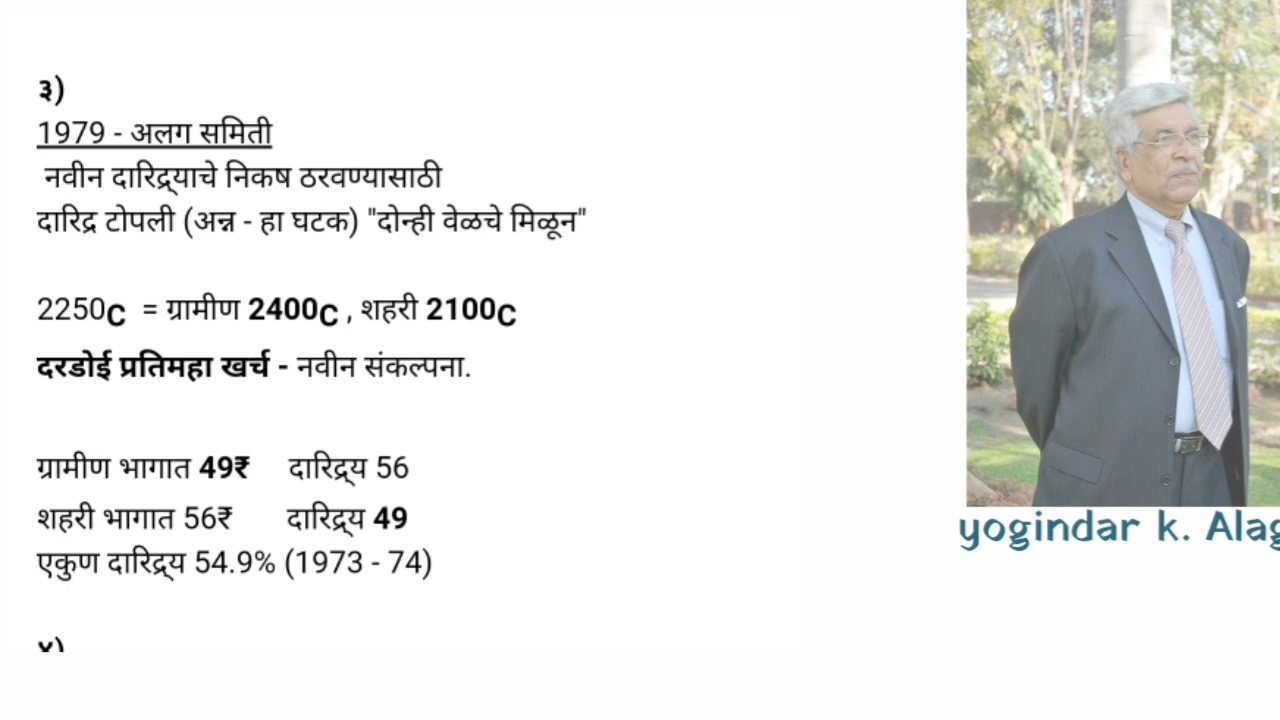 ३)
1979 - अलग समिती
नवीन दारिद्र्याचे निकष ठरवण्यासाठी
दारिद्र टोपली (अन्न - हा घटक) "दोन्ही वेळचे मिळून"
2250C = ग्रामीण 2400C , शहरी 2100C
दरडोई प्रतिमहा खर्च - नवीन संकल्पना.
ग्रामीण भागात 49₹ दारिद्र्य 56
शहरी भागात 56₹ दारिद्र्य 49
एकुण दारिद्र्य 54.9% (1973 - 74)
yogindar k. Alag